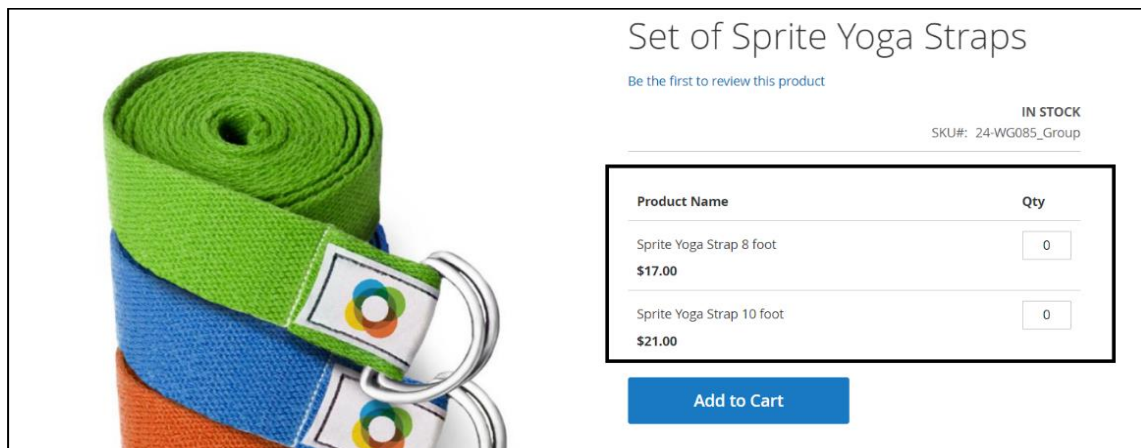 Set of Sprite Yoga Straps
Be the first to review this product
IN STOCK
SKU#: 24-WG085_Group
Product Name Qty
Sprite Yoga Strap 8 foot 0
$17.00
Sprite Yoga Strap 10 foot 0
$21.00
Add to Cart